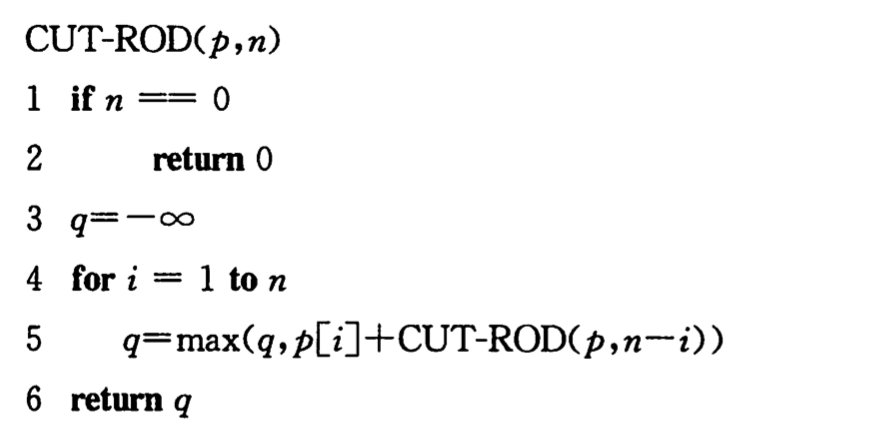 CUT-ROD(p,n)
1 if n == 0
2 return 0
3 q=-∞
4 for i = 1 to n
5 q=max(q,p[i]+CUT-ROD(p,n-i))
6 return q